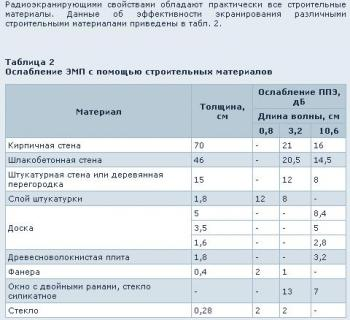 Радиоэкранирующими свойствами обладают практически все строительные
материалы. Данные об эффективности экранирования различными
строительными материалами приведены в табл. 2.
Таблица 2
Ослабление ЭМП с помощью строительных материалов
Материал Толщина, см Ослабление ППЭ, дБ
Длина волны, см
0,8 3,2 10,6
Кирпичная стена 70 - 21 16
Шлакобетонная стена 46 - 20,5 14,5
Штукатурная стена или деревянная перегородка 15 - 12 8
Слой штукатурки 1,8 12 8 -
Доска 5 - - 8,4
3,5 - - 5
1,6 - - 2,8
Древесноволокнистая плита 1,8 - - 3,2
Фанера 0,4 2 1 -
Окно с двойными рамами, стекло силикатное - - 13 7
Стекло 0,28 2 2 -